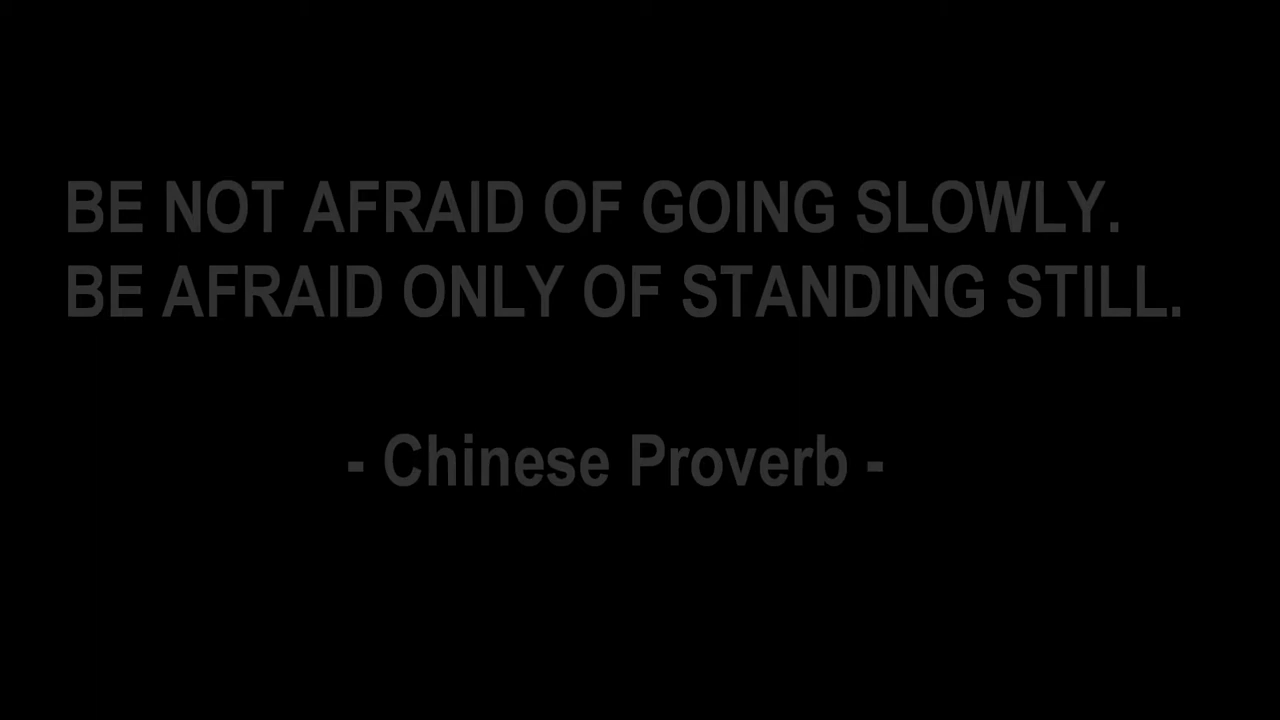 BE NOT AFRAID OF GOING SLOWLY.
BE AFRAID ONLY OF STANDING STILL.
- Chinese Proverb -